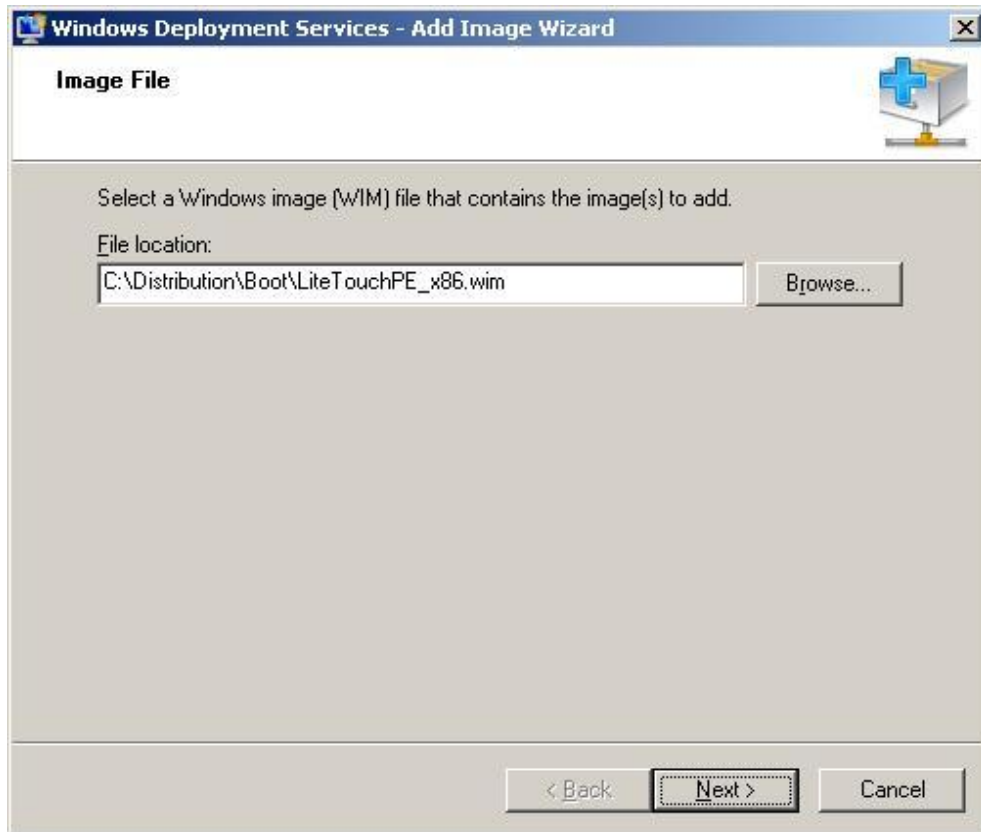 Windows Deployment Services - Add Image Wizard
Image File
Select a Windows image (WIM) file that contains the image(s) to add.
File location:
C:\Distribution\Boot\LiteTouchPE_x86.wim
Browse...
< Back
Next >
Cancel